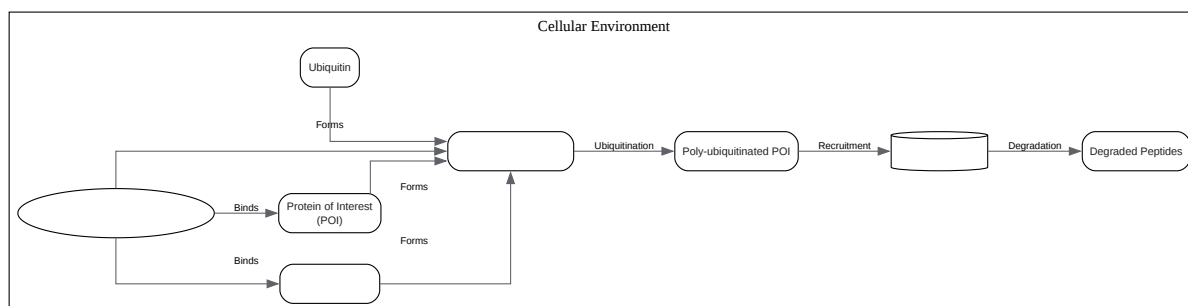 Cellular Environment
Ubiquitin
Forms
Ubiquitination
Poly-ubiquitinated POI
Recruitment
Degradation
Degraded Peptides
Forms
Binds
Protein of Interest
(POI)
Forms
Binds